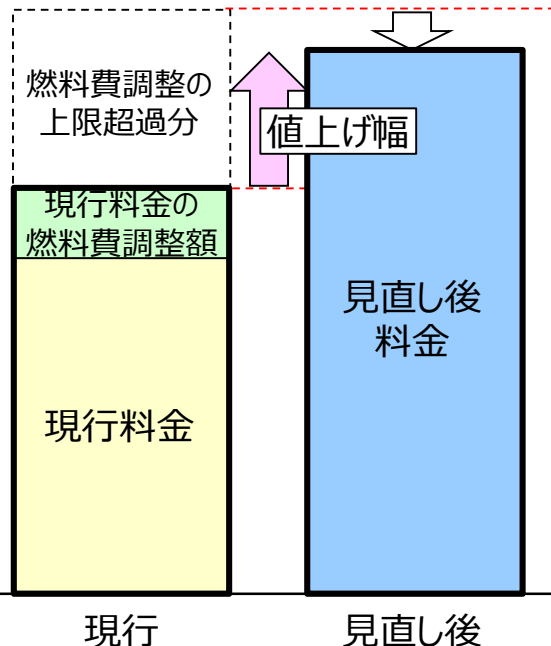 燃料費調整の
上限超過分
値上げ幅
現行料金の
燃料費調整額
現行料金
見直し後
料金
現行
見直し後